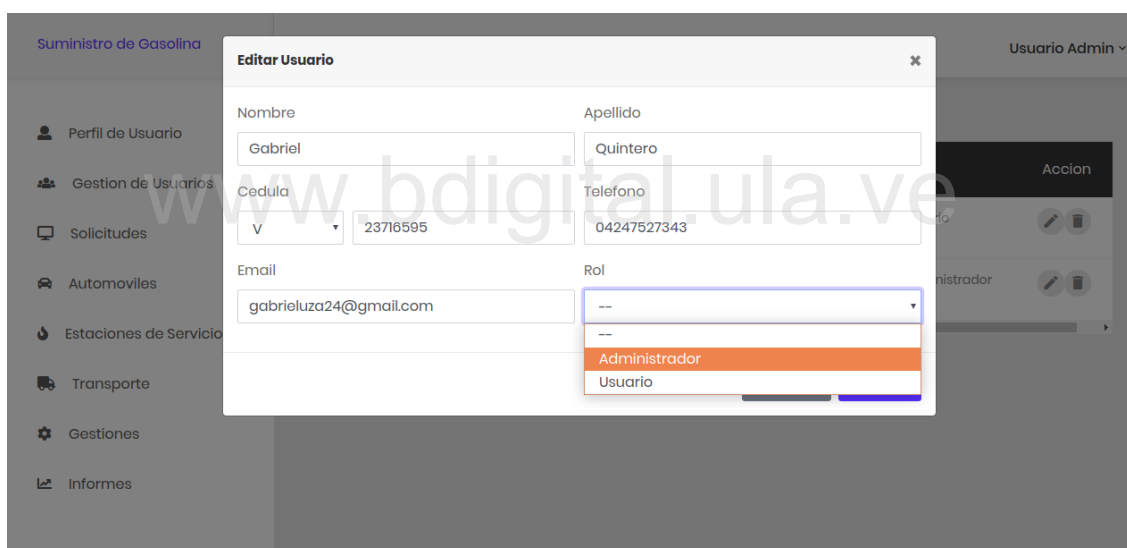 Suministro de Gasolina
Usuario Admin
Editar Usuario
Nombre
Apellido
Gabriel
Quintero
Cedula
Telefono
V
23716595
04247527343
Email
Rol
gabrieluza24@gmail.com
--
--
Administrador
Usuario
Perfil de Usuario
Gestion de Usuarios
Solicitudes
Automoviles
Estaciones de Servicio
Transporte
Gestiones
Informes
Accion
nistrador
www.bdigital.ula.ve